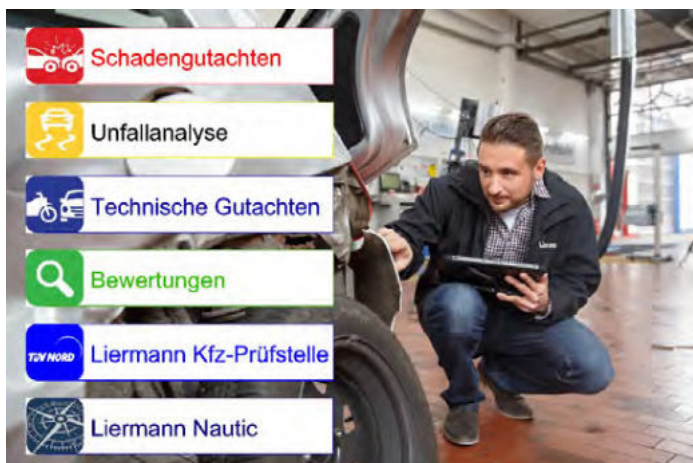 Schadengutachten
Unfallanalyse
Technische Gutachten
Bewertungen
TÜV NORD
Liermann Kfz-Prüfstelle
Liermann Nautic